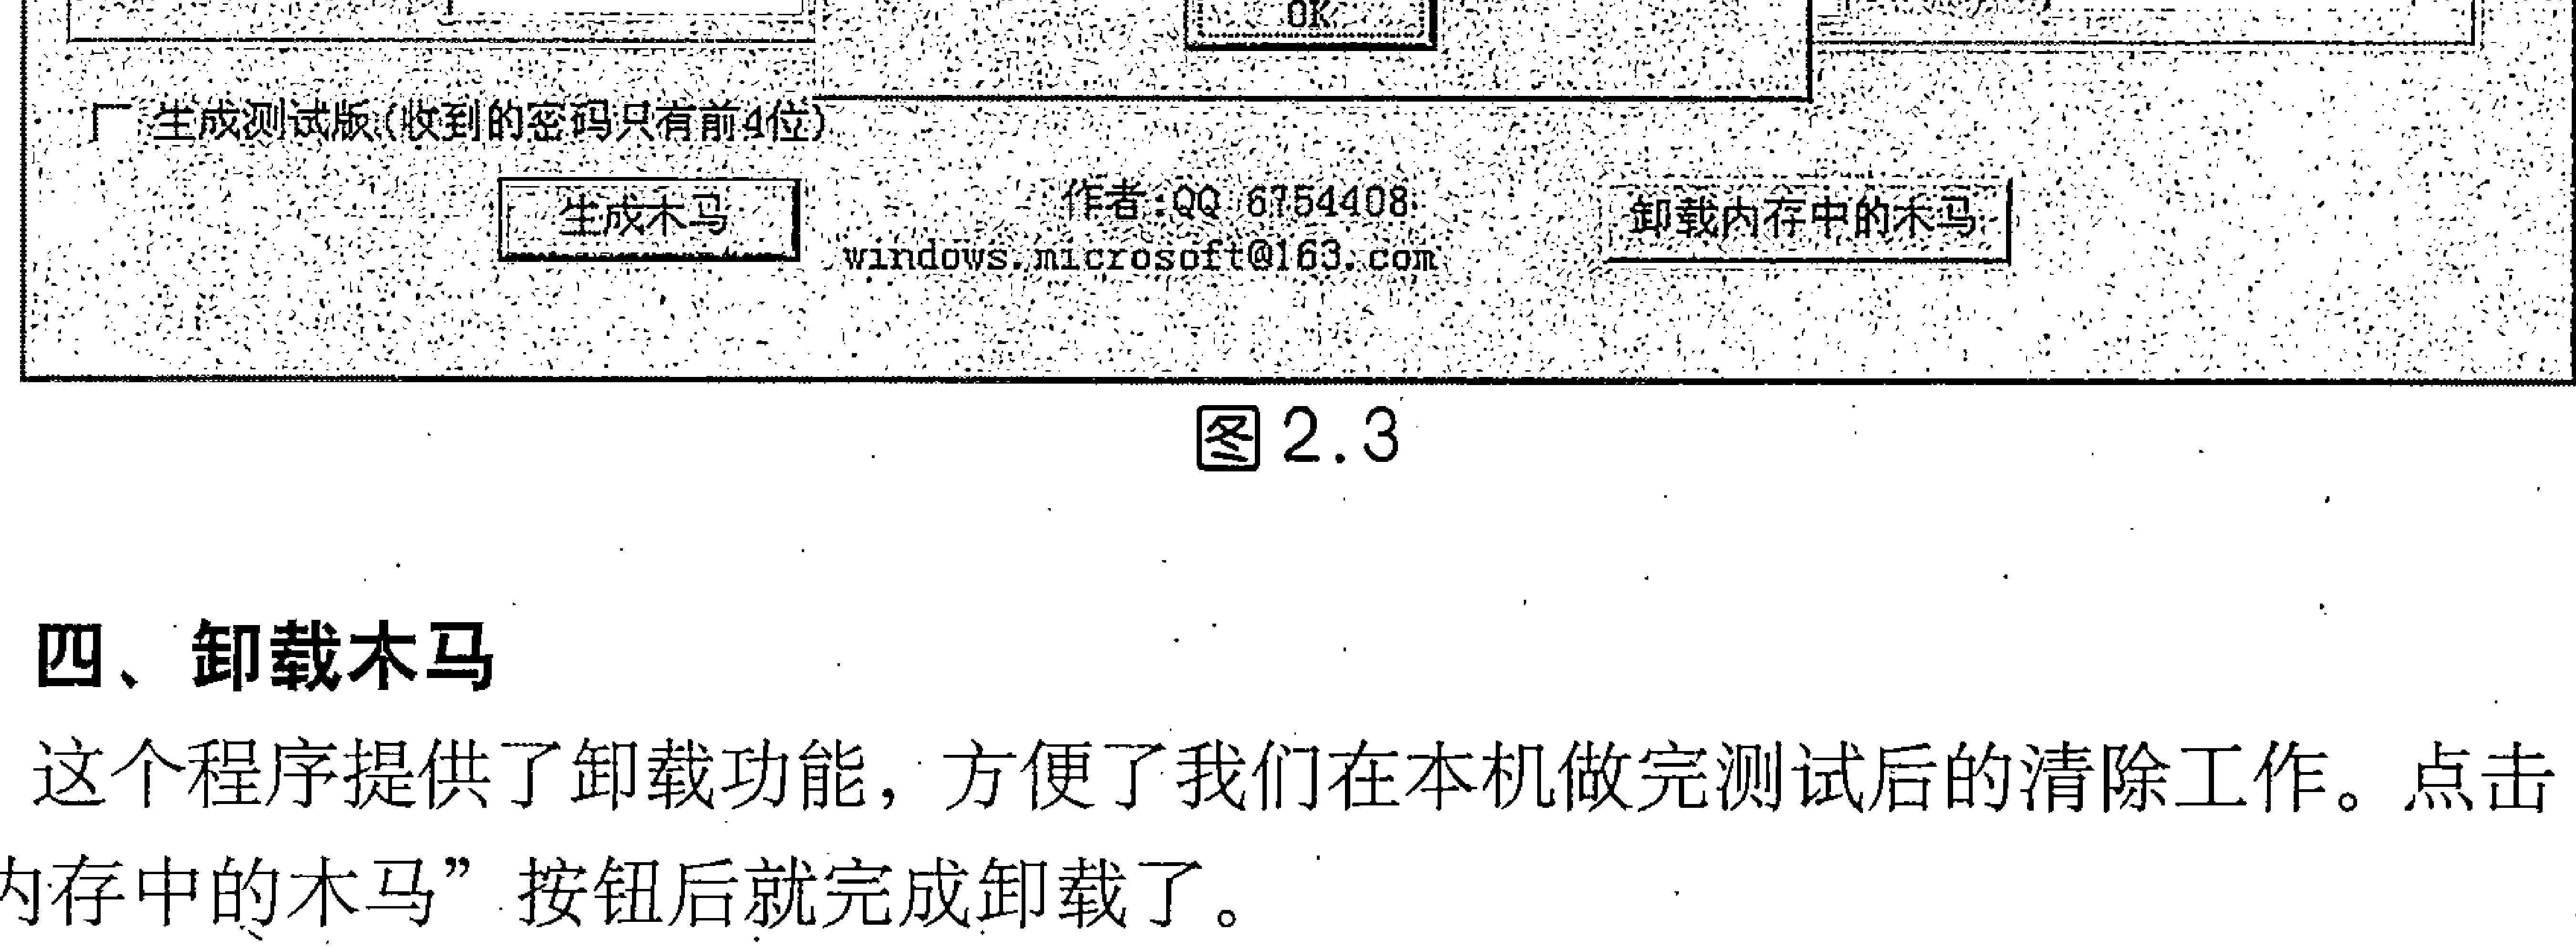 OK
生成测试版(收到的密码只有前4位)
生成木马
作者:QQ 6754408
windows.microsoft@163.com
卸载内存中的木马
图2.3
四、卸载木马
这个程序提供了卸载功能，方便了我们在本机做完测试后的清除工作。点击
内存中的木马”按钮后就完成卸载了。